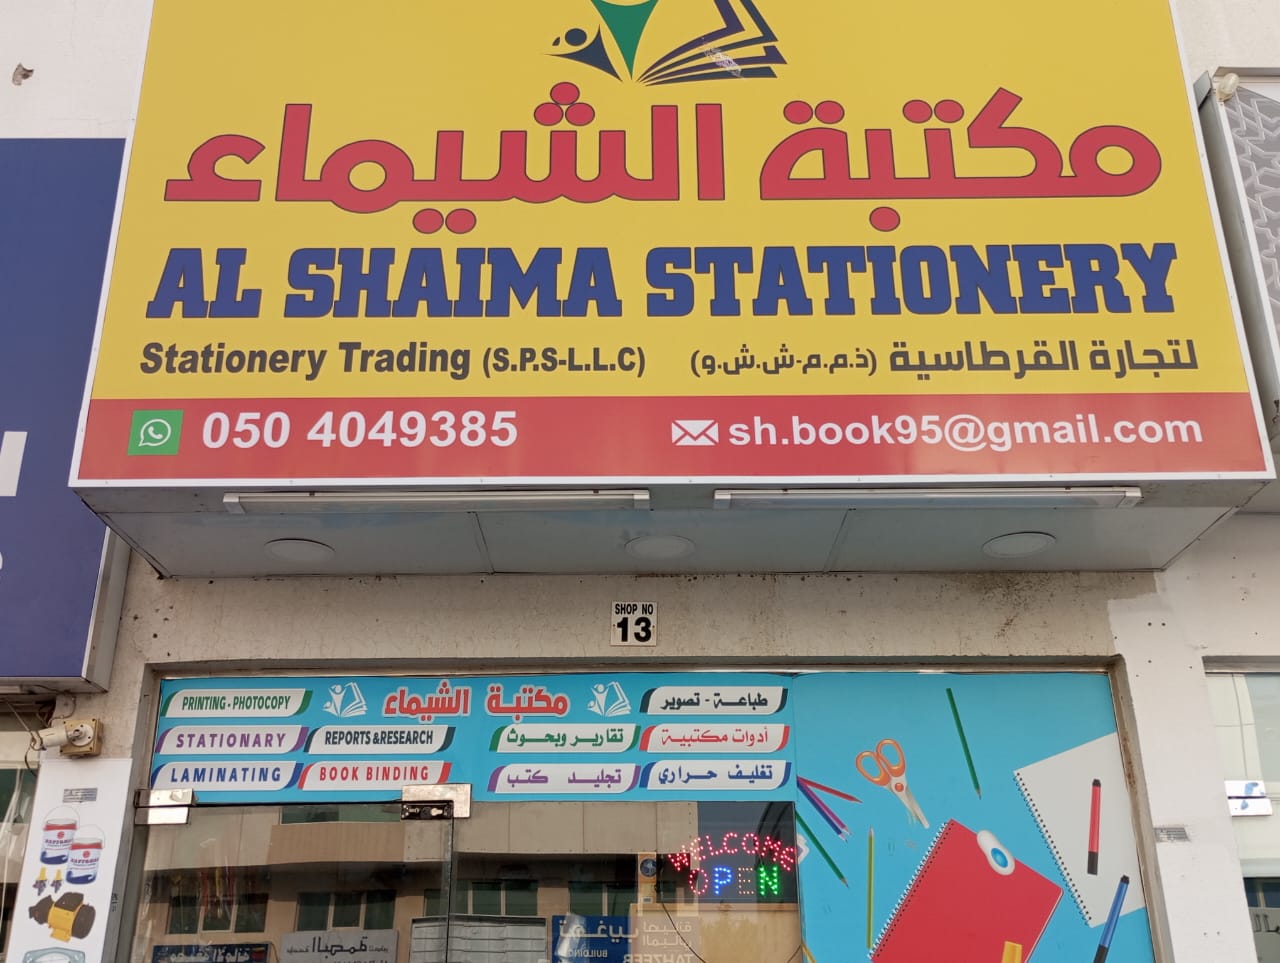 مكتبة الشيماء
AL SHAIMA STATIONERY
Stationery Trading (S.P.S-L.L.C)
لتجارة القرطاسية (ذ.م.م-ش.ش.و)
050 4049385
sh.book95@gmail.com
SHOP NO
13
PRINTING - PHOTOCOPY
مكتبة الشيماء
طباعة - تصوير
STATIONARY
REPORTS & RESEARCH
تقارير وبحوث
أدوات مكتبية
LAMINATING
BOOK BINDING
تجليد كتب
تغليف حراري
WELCOME
OPEN